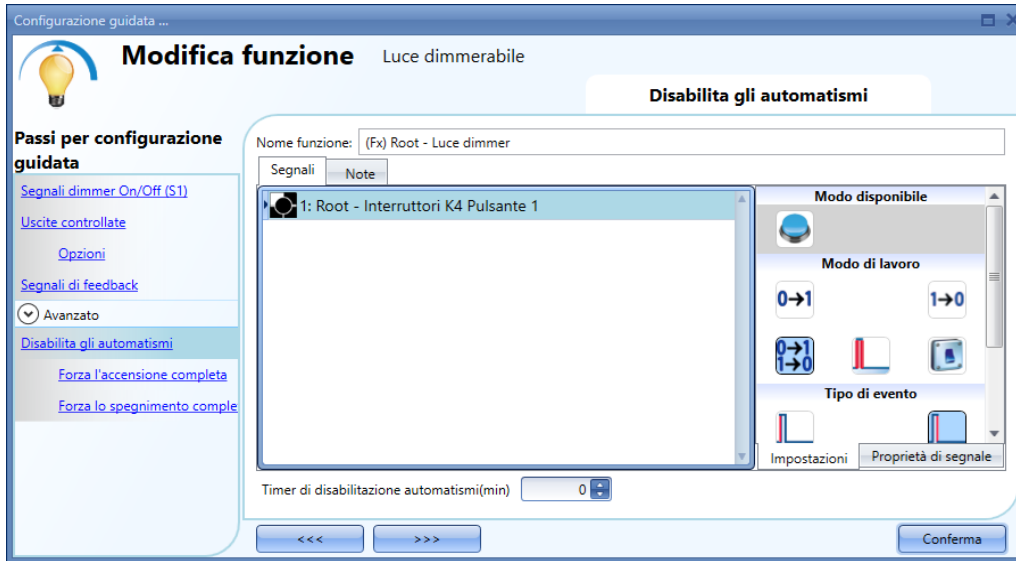 Configurazione guidata ...
Modifica funzione
Luce dimmerabile
Disabilita gli automatismi
Passi per configurazione
guidata
Segnali dimmer On/Off (S1)
Uscite controllate
Opzioni
Segnali di feedback
Avanzato
Disabilita gli automatismi
Forza l'accensione completa
Forza lo spegnimento comple
Nome funzione: (Fx) Root - Luce dimmer
Segnali
Note
1: Root - Interruttori K4 Pulsante 1
Modo disponibile
Modo di lavoro
0→1
1→0
0→1
1→0
Tipo di evento
Impostazioni
Proprietà di segnale
Timer di disabilitazione automatismi(min) 0
<<<
>>>
Conferma